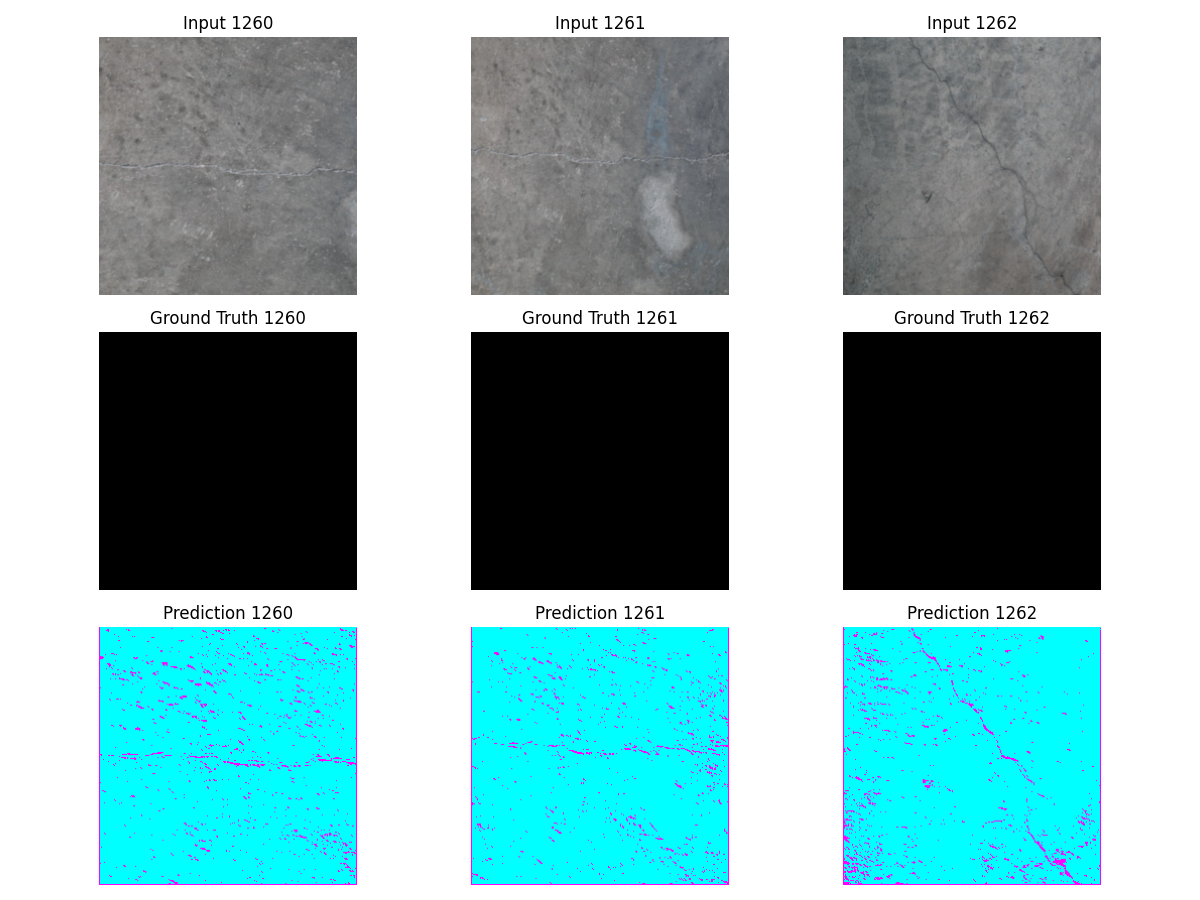 Input 1260
Input 1261
Input 1262
Ground Truth 1260
Ground Truth 1261
Ground Truth 1262
Prediction 1260
Prediction 1261
Prediction 1262